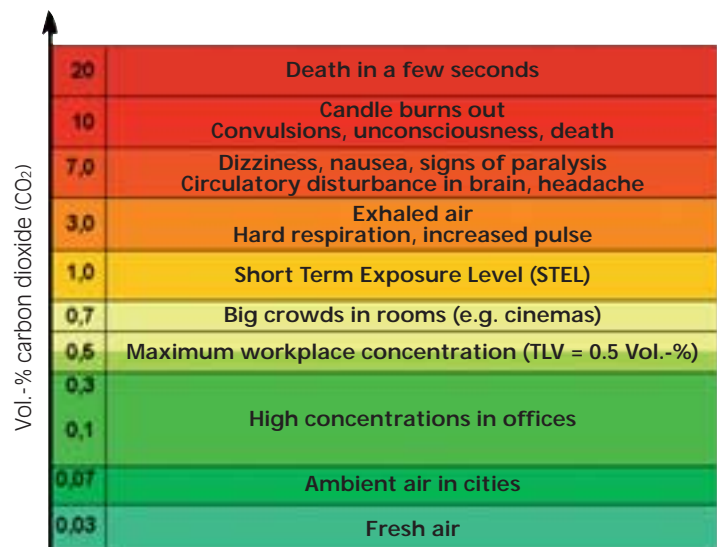 Vol.-% carbon dioxide (CO₂)
20 Death in a few seconds
10 Candle burns out
Convulsions, unconsciousness, death
7,0 Dizziness, nausea, signs of paralysis
Circulatory disturbance in brain, headache
3,0 Exhaled air
Hard respiration, increased pulse
1,0 Short Term Exposure Level (STEL)
0,7 Big crowds in rooms (e.g. cinemas)
0,5 Maximum workplace concentration (TLV = 0.5 Vol.-%)
0,3
0,1 High concentrations in offices
0,07 Ambient air in cities
0,03 Fresh air